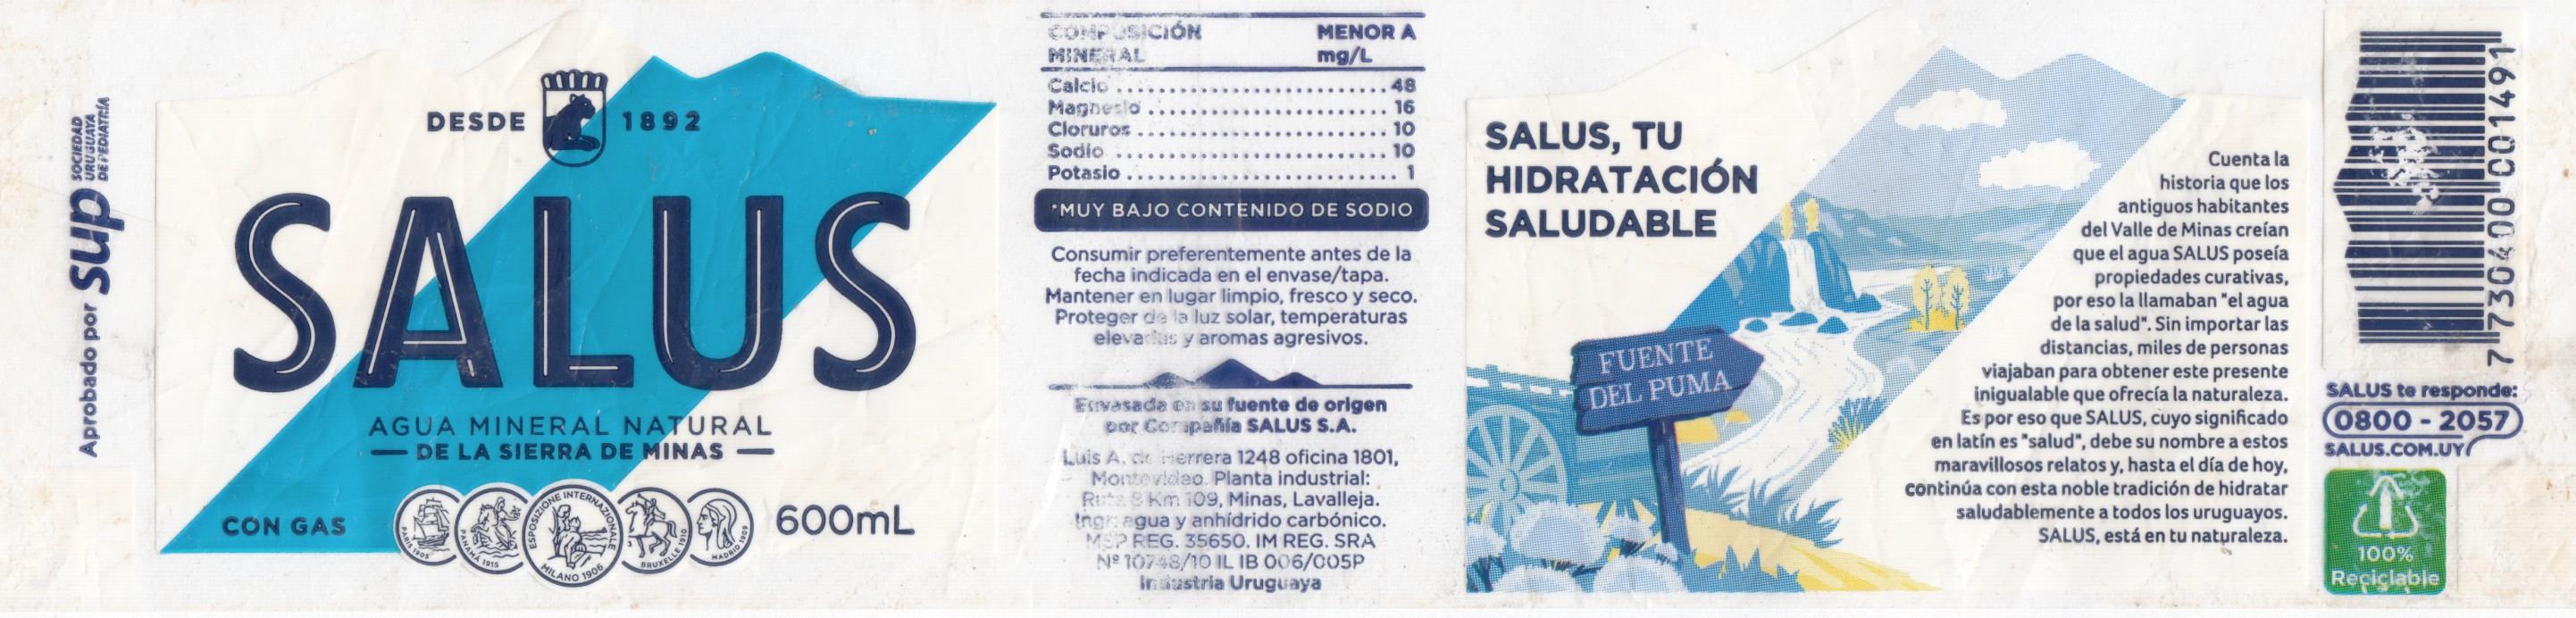 Aprobado por sup SOCIEDAD
URUGUAYA
DE PEDIATRÍA
DESDE 1892
SALUS
AGUA MINERAL NATURAL
DE LA SIERRA DE MINAS
CON GAS
PARIS 1905
PANAMÁ 1915
ESPOSIZIONE INTERNAZIONALE
MILANO 1906
BRUXELLE 1910
MADRID 1909
600mL
COMPOSICIÓN MENOR A
MINERAL mg/L
Calcio 48
Magnesio 16
Cloruros 10
Sodio 10
Potasio 1
*MUY BAJO CONTENIDO DE SODIO
Consumir preferentemente antes de la
fecha indicada en el envase/tapa.
Mantener en lugar limpio, fresco y seco.
Proteger de la luz solar, temperaturas
elevadas y aromas agresivos.
Envasada en su fuente de origen
por Compañía SALUS S.A.
Luis A. de Herrera 1248 oficina 1801,
Montevideo. Planta industrial:
Ruta 8 Km 109, Minas, Lavalleja.
Ingr: agua y anhídrido carbónico.
MSP REG. 35650. IM REG. SRA
Nº 10748/10 IL IB 006/005P
Industria Uruguaya
SALUS, TU
HIDRATACIÓN
SALUDABLE
FUENTE
DEL PUMA
Cuenta la
historia que los
antiguos habitantes
del Valle de Minas creían
que el agua SALUS poseía
propiedades curativas,
por eso la llamaban "el agua
de la salud". Sin importar las
distancias, miles de personas
viajaban para obtener este presente
inigualable que ofrecía la naturaleza.
Es por eso que SALUS, cuyo significado
en latín es "salud", debe su nombre a estos
maravillosos relatos y, hasta el día de hoy,
continúa con esta noble tradición de hidratar
saludablemente a todos los uruguayos.
SALUS, está en tu naturaleza.
7 730400 001491
SALUS te responde:
0800 - 2057
SALUS.COM.UY
100%
Reciclable